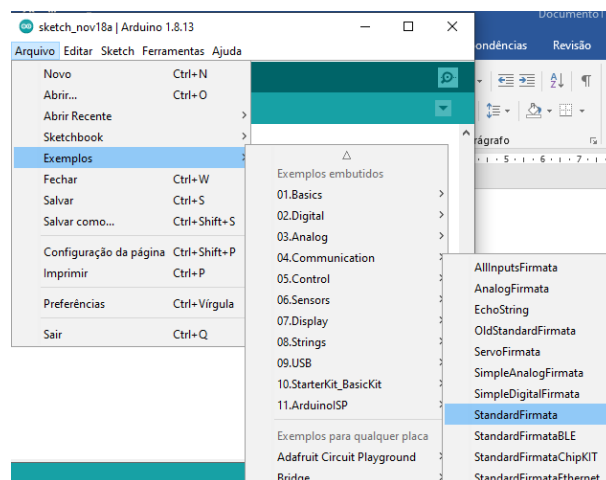 Documento1
sketch_nov18a | Arduino 1.8.13
Arquivo Editar Sketch Ferramentas Ajuda
ondências Revisão
Novo Ctrl+N
Abrir... Ctrl+O
Abrir Recente
Sketchbook
Exemplos
Fechar Ctrl+W
Salvar Ctrl+S
Salvar como... Ctrl+Shift+S
Configuração da página Ctrl+Shift+P
Imprimir Ctrl+P
Preferências Ctrl+Vírgula
Sair Ctrl+Q
rágrafo
5 6 7
Exemplos embutidos
01.Basics
02.Digital
03.Analog
04.Communication
05.Control
06.Sensors
07.Display
08.Strings
09.USB
10.StarterKit_BasicKit
11.ArduinoISP
Exemplos para qualquer placa
Adafruit Circuit Playground
Bridge
AllInputsFirmata
AnalogFirmata
EchoString
OldStandardFirmata
ServoFirmata
SimpleAnalogFirmata
SimpleDigitalFirmata
StandardFirmata
StandardFirmataBLE
StandardFirmataChipKIT
StandardFirmataEthernet